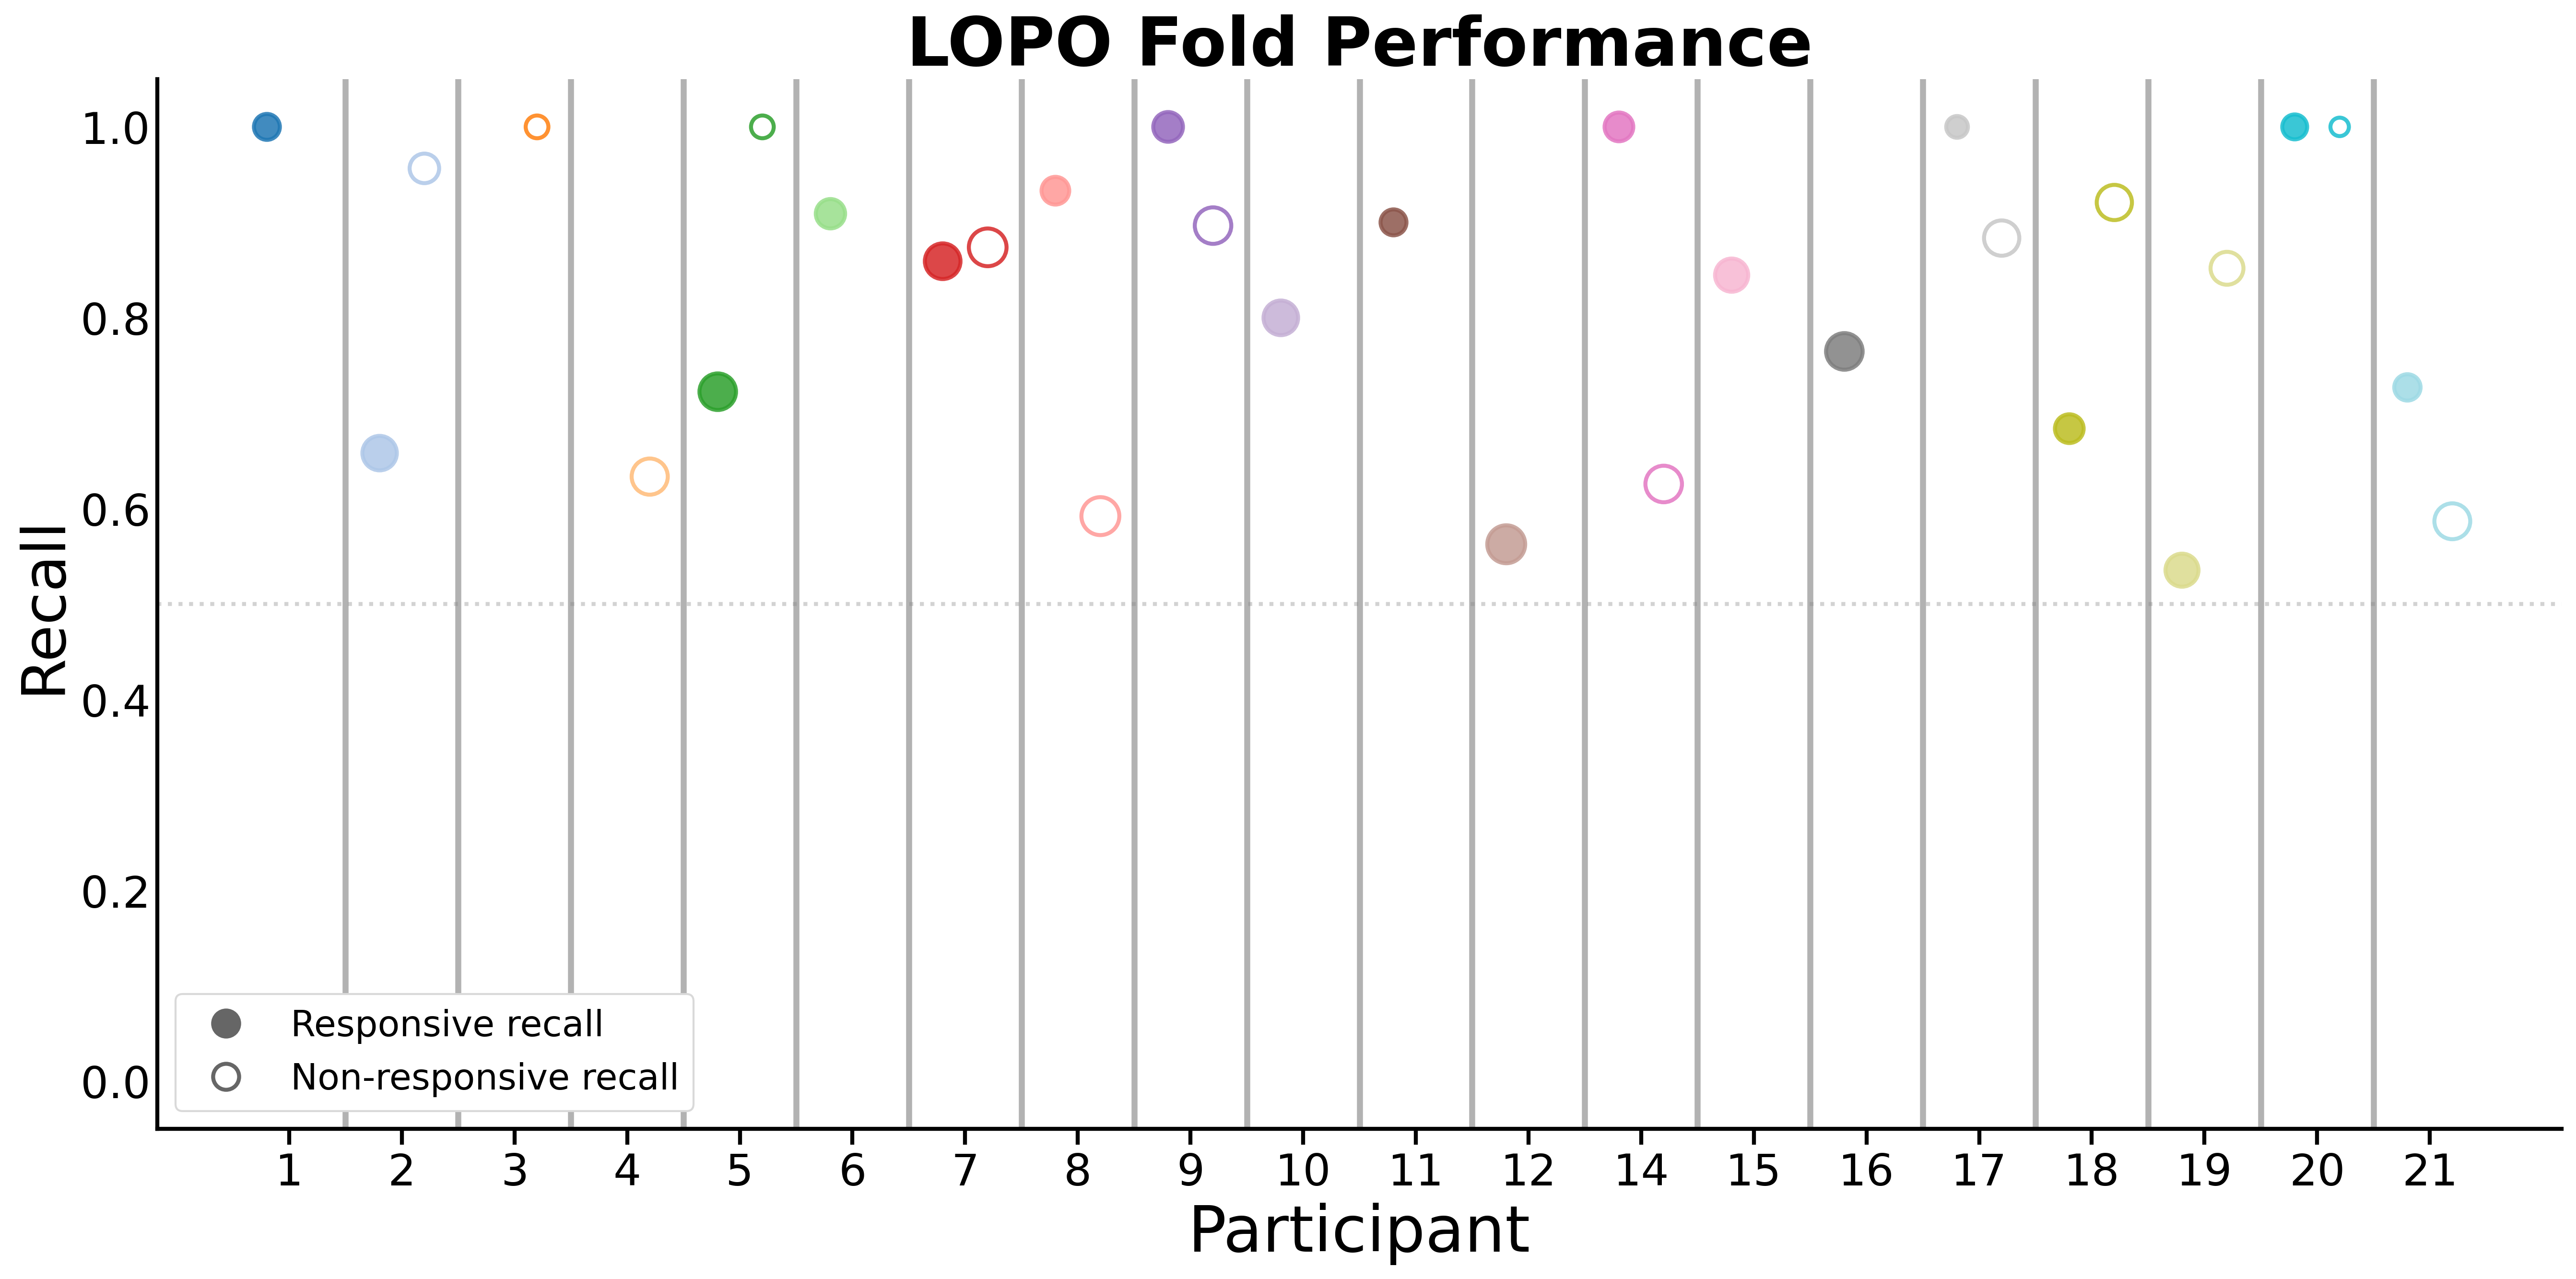 LOPO Fold Performance
Recall
1.0
0.8
0.6
0.4
0.2
0.0
Responsive recall
Non-responsive recall
1 2 3 4 5 6 7 8 9 10 11 12 14 15 16 17 18 19 20 21
Participant